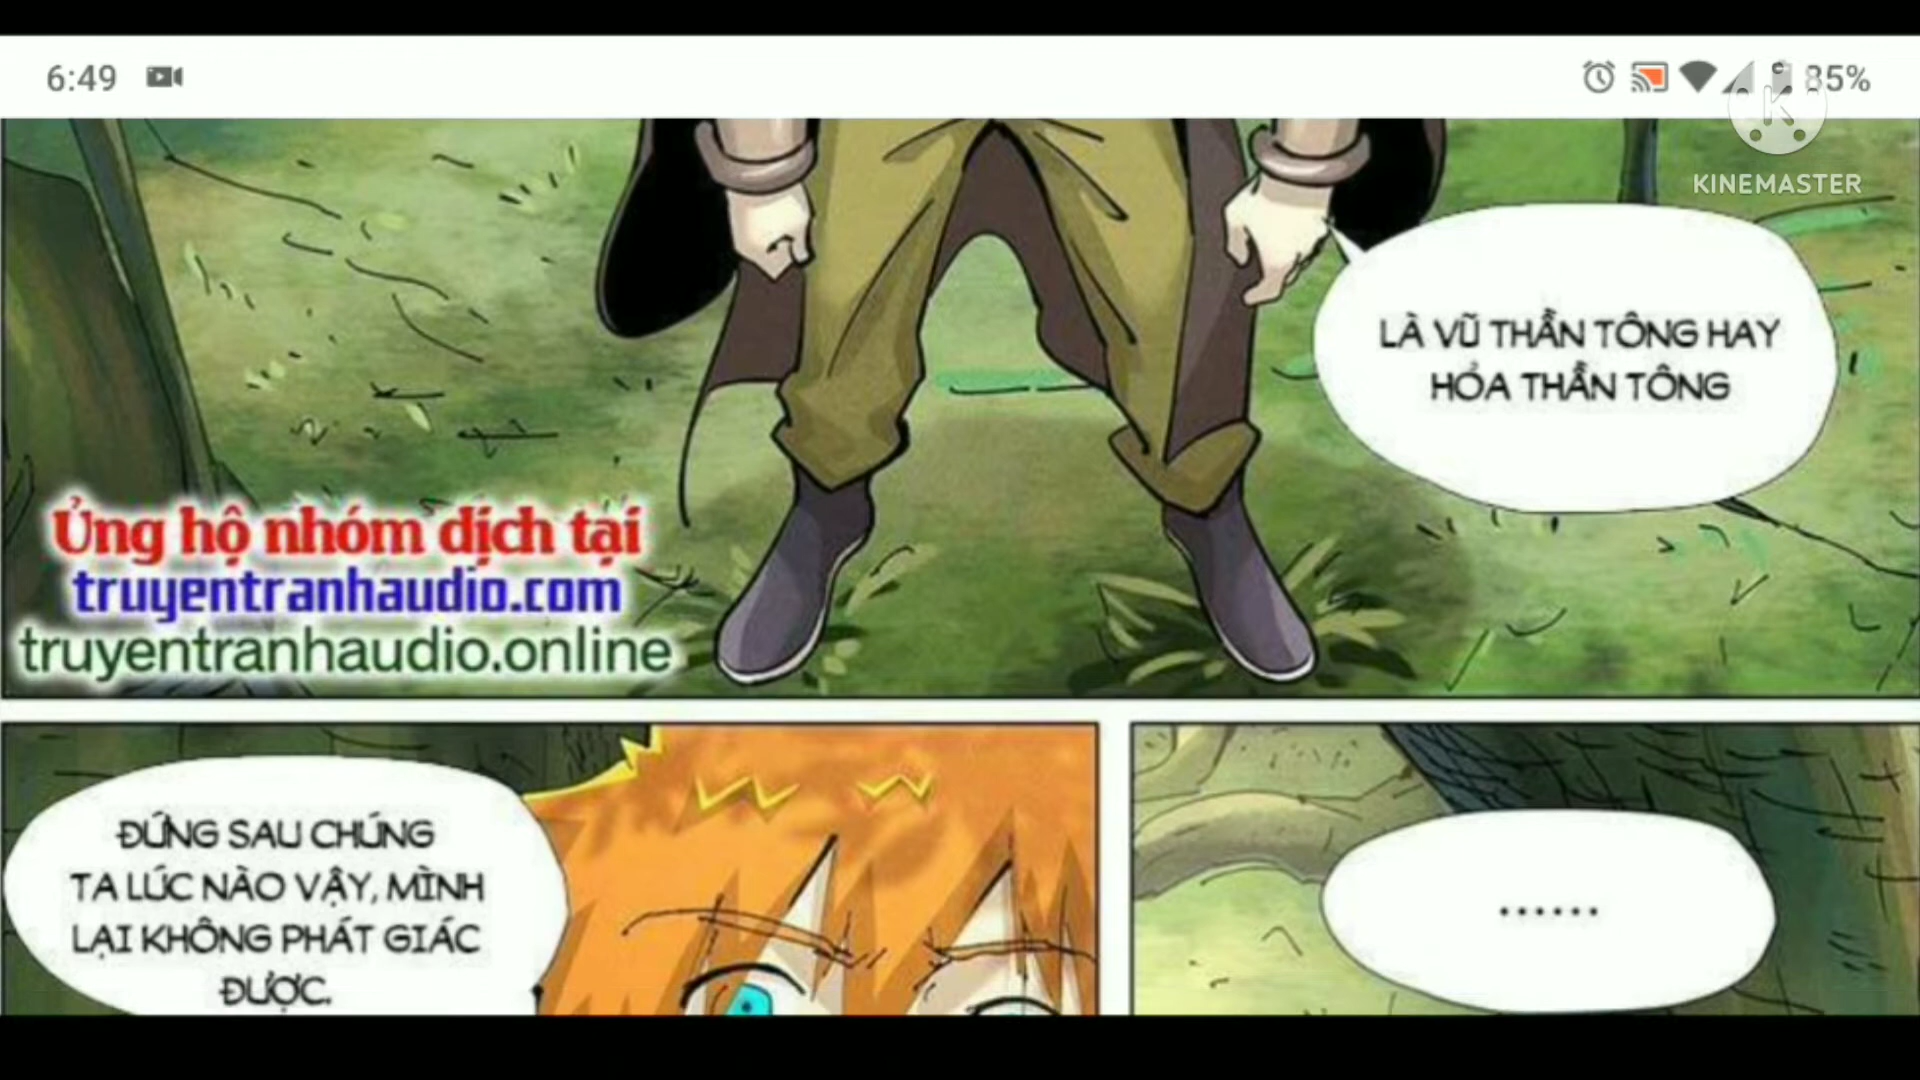 6:49
85%
KINEMASTER
LÀ VŨ THẦN TÔNG HAY
HỎA THẦN TÔNG
Ủng hộ nhóm dịch tại
truyentranhaudio.com
truyentranhaudio.online
ĐỨNG SAU CHÚNG
TA LÚC NÀO VẬY, MÌNH
LẠI KHÔNG PHÁT GIÁC
ĐƯỢC.
......